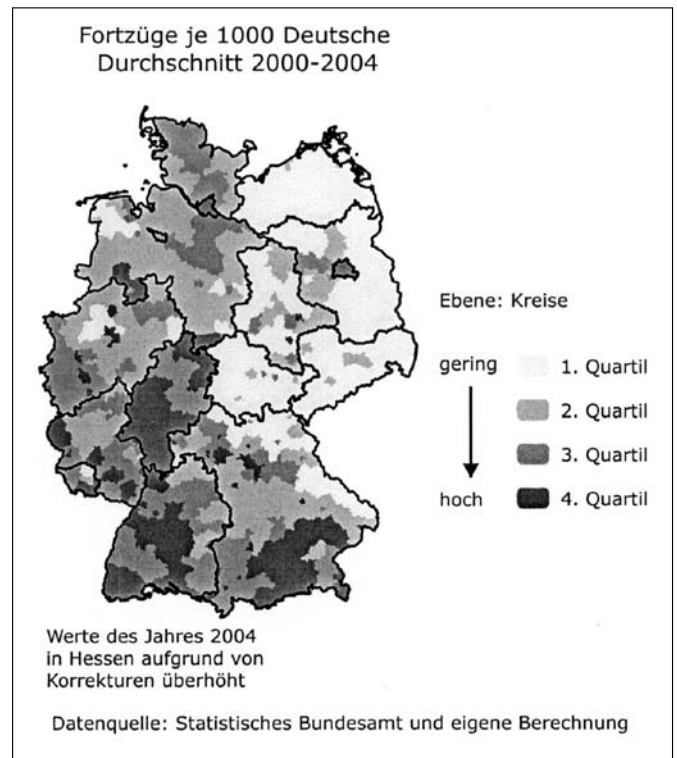 Fortzüge je 1000 Deutsche
Durchschnitt 2000-2004
Ebene: Kreise
gering
1. Quartil
2. Quartil
3. Quartil
hoch
4. Quartil
Werte des Jahres 2004
in Hessen aufgrund von
Korrekturen überhöht
Datenquelle: Statistisches Bundesamt und eigene Berechnung